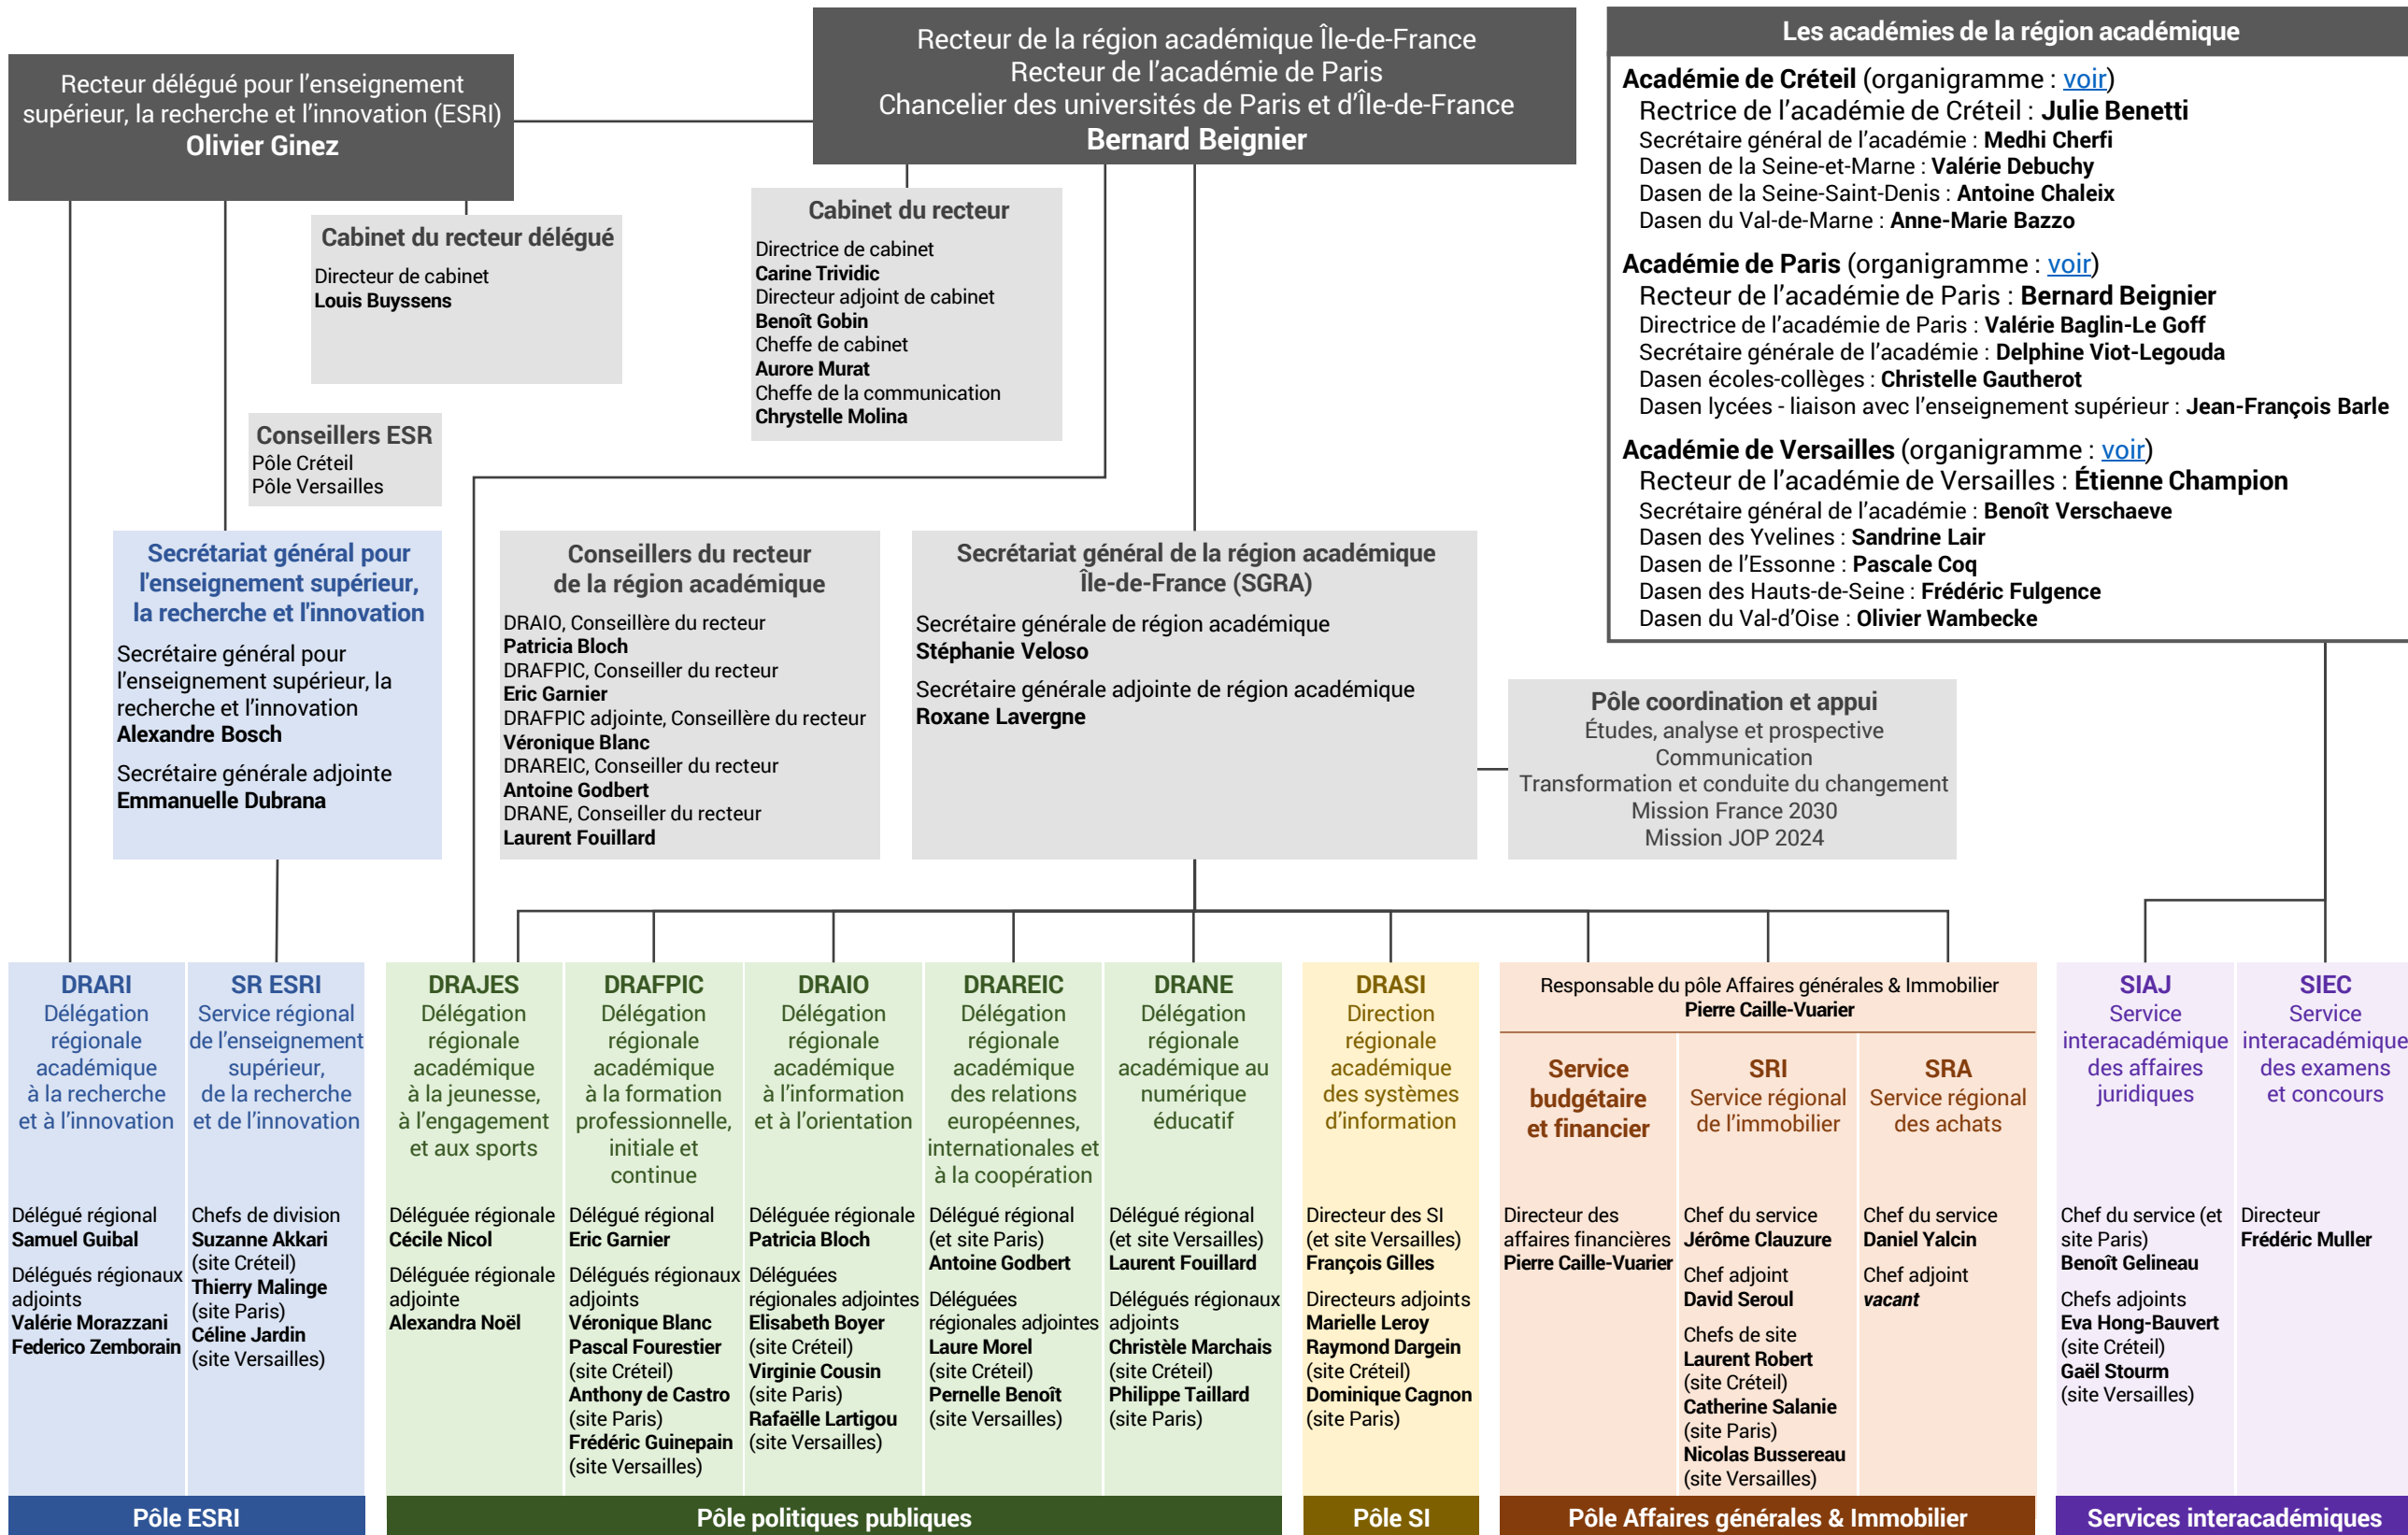 Recteur délégué pour l’enseignement
supérieur, la recherche et l’innovation (ESRI)
Olivier Ginez
Recteur de la région académique Île-de-France
Recteur de l’académie de Paris
Chancelier des universités de Paris et d’Île-de-France
Bernard Beignier
Les académies de la région académique
Académie de Créteil (organigramme : voir)
Rectrice de l’académie de Créteil : Julie Benetti
Secrétaire général de l’académie : Medhi Cherfi
Dasen de la Seine-et-Marne : Valérie Debuchy
Dasen de la Seine-Saint-Denis : Antoine Chaleix
Dasen du Val-de-Marne : Anne-Marie Bazzo
Académie de Paris (organigramme : voir)
Recteur de l’académie de Paris : Bernard Beignier
Directrice de l’académie de Paris : Valérie Baglin-Le Goff
Secrétaire générale de l’académie : Delphine Viot-Legouda
Dasen écoles-collèges : Christelle Gautherot
Dasen lycées - liaison avec l’enseignement supérieur : Jean-François Barle
Académie de Versailles (organigramme : voir)
Recteur de l’académie de Versailles : Étienne Champion
Secrétaire général de l’académie : Benoît Verschaeve
Dasen des Yvelines : Sandrine Lair
Dasen de l’Essonne : Pascale Coq
Dasen des Hauts-de-Seine : Frédéric Fulgence
Dasen du Val-d’Oise : Olivier Wambecke
Cabinet du recteur délégué
Directeur de cabinet
Louis Buyssens
Cabinet du recteur
Directrice de cabinet
Carine Trividic
Directeur adjoint de cabinet
Benoît Gobin
Cheffe de cabinet
Aurore Murat
Cheffe de la communication
Chrystelle Molina
Conseillers ESR
Pôle Créteil
Pôle Versailles
Secrétariat général pour
l'enseignement supérieur,
la recherche et l'innovation
Secrétaire général pour
l’enseignement supérieur, la
recherche et l’innovation
Alexandre Bosch
Secrétaire générale adjointe
Emmanuelle Dubrana
Conseillers du recteur
de la région académique
DRAIO, Conseillère du recteur
Patricia Bloch
DRAFPIC, Conseiller du recteur
Eric Garnier
DRAFPIC adjointe, Conseillère du recteur
Véronique Blanc
DRAREIC, Conseiller du recteur
Antoine Godbert
DRANE, Conseiller du recteur
Laurent Fouillard
Secrétariat général de la région académique
Île-de-France (SGRA)
Secrétaire générale de région académique
Stéphanie Veloso
Secrétaire générale adjointe de région académique
Roxane Lavergne
Pôle coordination et appui
Études, analyse et prospective
Communication
Transformation et conduite du changement
Mission France 2030
Mission JOP 2024
DRARI
Délégation
régionale
académique
à la recherche
et à l’innovation
Délégué régional
Samuel Guibal
Délégués régionaux
adjoints
Valérie Morazzani
Federico Zemborain
SR ESRI
Service régional
de l’enseignement
supérieur,
de la recherche
et de l’innovation
Chefs de division
Suzanne Akkari
(site Créteil)
Thierry Malinge
(site Paris)
Céline Jardin
(site Versailles)
Pôle ESRI
DRAJES
Délégation
régionale
académique
à la jeunesse,
à l’engagement
et aux sports
Déléguée régionale
Cécile Nicol
Déléguée régionale
adjointe
Alexandra Noël
DRAFPIC
Délégation
régionale
académique
à la formation
professionnelle,
initiale et
continue
Délégué régional
Eric Garnier
Délégués régionaux
adjoints
Véronique Blanc
Pascal Fourestier
(site Créteil)
Anthony de Castro
(site Paris)
Frédéric Guinepain
(site Versailles)
DRAIO
Délégation
régionale
académique
à l’information
et à l’orientation
Déléguée régionale
Patricia Bloch
Déléguées
régionales adjointes
Elisabeth Boyer
(site Créteil)
Virginie Cousin
(site Paris)
Rafaëlle Lartigou
(site Versailles)
DRAREIC
Délégation
régionale
académique
des relations
européennes,
internationales et
à la coopération
Délégué régional
(et site Paris)
Antoine Godbert
Déléguées
régionales adjointes
Laure Morel
(site Créteil)
Pernelle Benoît
(site Versailles)
DRANE
Délégation
régionale
académique au
numérique
éducatif
Délégué régional
(et site Versailles)
Laurent Fouillard
Délégués régionaux
adjoints
Christèle Marchais
(site Créteil)
Philippe Taillard
(site Paris)
Pôle politiques publiques
DRASI
Direction
régionale
académique
des systèmes
d’information
Directeur des SI
(et site Versailles)
François Gilles
Directeurs adjoints
Marielle Leroy
Raymond Dargein
(site Créteil)
Dominique Cagnon
(site Paris)
Pôle SI
Responsable du pôle Affaires générales & Immobilier
Pierre Caille-Vuarier
Service
budgétaire
et financier
Directeur des
affaires financières
Pierre Caille-Vuarier
SRI
Service régional
de l’immobilier
Chef du service
Jérôme Clauzure
Chef adjoint
David Seroul
Chefs de site
Laurent Robert
(site Créteil)
Catherine Salanie
(site Paris)
Nicolas Bussereau
(site Versailles)
SRA
Service régional
des achats
Chef du service
Daniel Yalcin
Chef adjoint
vacant
Pôle Affaires générales & Immobilier
SIAJ
Service
interacadémique
des affaires
juridiques
Chef du service (et
site Paris)
Benoît Gelineau
Chefs adjoints
Eva Hong-Bauvert
(site Créteil)
Gaël Stourm
(site Versailles)
SIEC
Service
interacadémique
des examens
et concours
Directeur
Frédéric Muller
Services interacadémiques